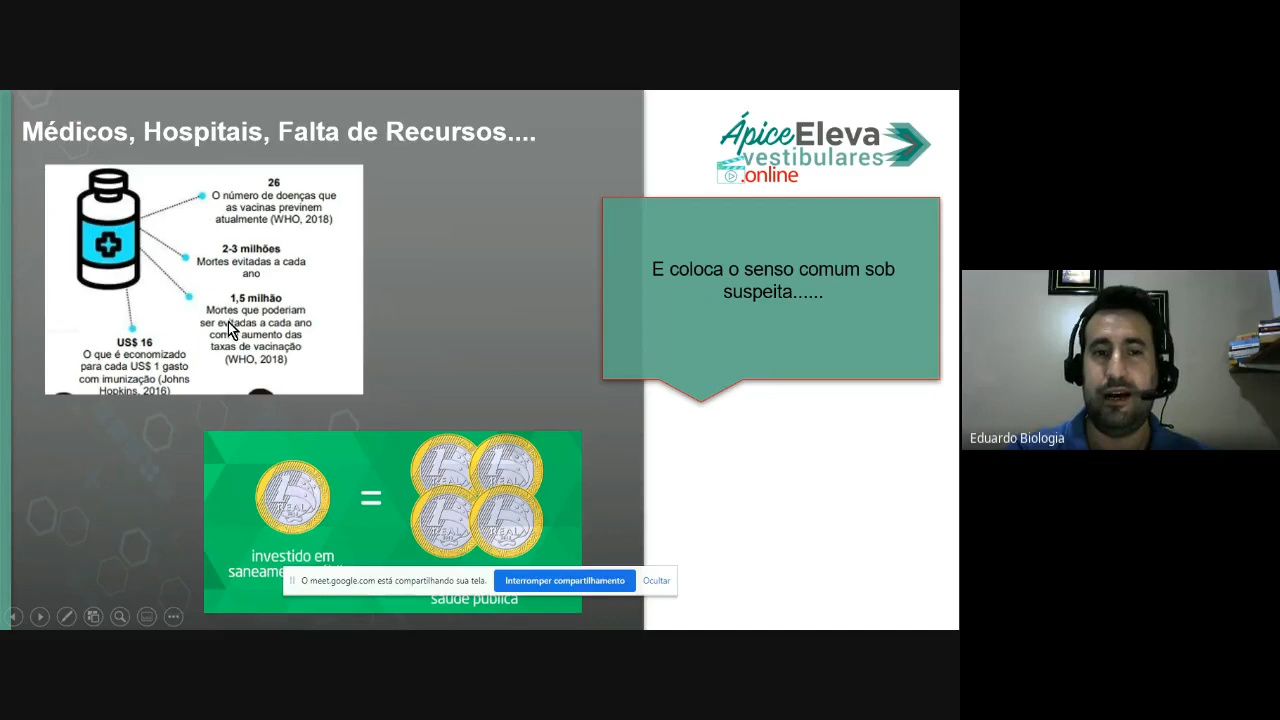 Médicos, Hospitais, Falta de Recursos....
26
O número de doenças que
as vacinas previnem
atualmente (WHO, 2018)
2-3 milhões
Mortes evitadas a cada
ano
1,5 milhão
Mortes que poderiam
ser evitadas a cada ano
com aumento das
taxas de vacinação
(WHO, 2018)
US$ 16
O que é economizado
para cada US$ 1 gasto
com imunização (Johns
Hopkins, 2016)
ÁpiceEleva
vestibulares
.online
E coloca o senso comum sob
suspeita......
=
investido em
saúde pública
O meet.google.com está compartilhando sua tela.
Interromper compartilhamento
Ocultar
Eduardo Biologia